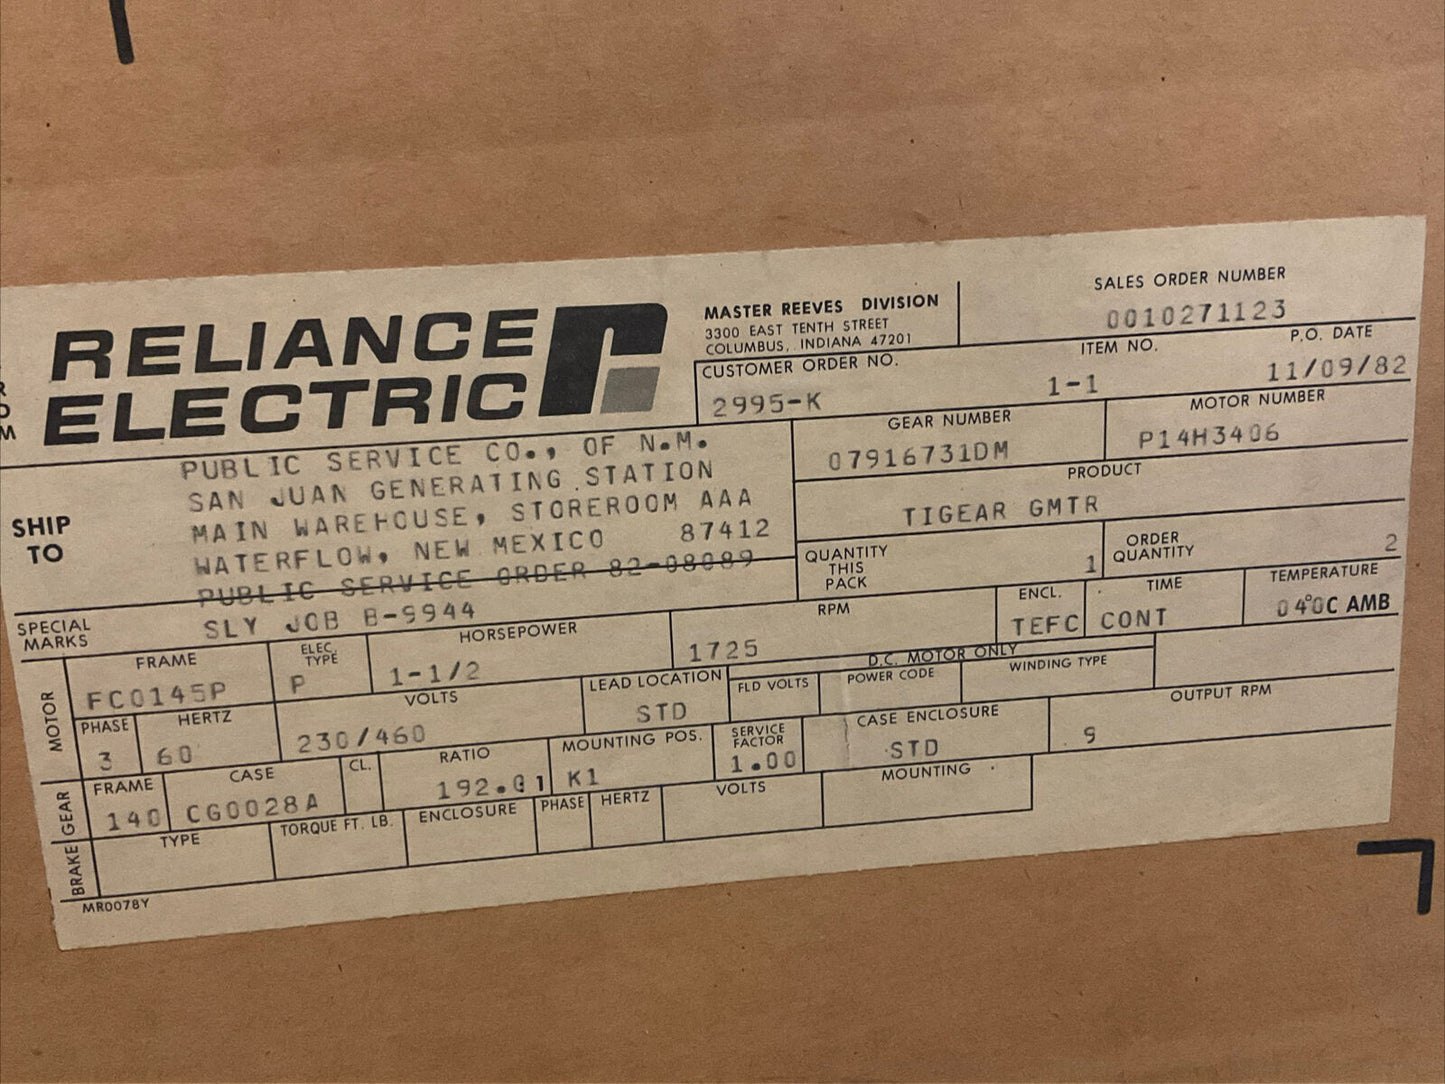 RELIANCE
ELECTRIC
MASTER REEVES DIVISION
3300 EAST TENTH STREET
COLUMBUS, INDIANA 47201
SALES ORDER NUMBER
0010271123
CUSTOMER ORDER NO.
ITEM NO.
P.O. DATE
2995-K
1-1
11/09/82
GEAR NUMBER
MOTOR NUMBER
07916731DM
P14H3406
PRODUCT
TIGEAR GMTR
SHIP
TO
PUBLIC SERVICE CO., OF N.M.
SAN JUAN GENERATING STATION
MAIN WAREHOUSE, STOREROOM AAA
WATERFLOW, NEW MEXICO 87412
PUBLIC SERVICE ORDER 82-08089
QUANTITY
THIS
PACK
1
ORDER
QUANTITY
2
SPECIAL
MARKS
SLY JOB B-9944
MOTOR
FRAME
ELEC.
TYPE
HORSEPOWER
RPM
ENCL.
TIME
TEMPERATURE
FC0145P
P
1-1/2
1725
TEFC
CONT
040C AMB
PHASE
HERTZ
VOLTS
LEAD LOCATION
D.C. MOTOR ONLY
FLD VOLTS
POWER CODE
WINDING TYPE
3
60
230/460
STD
GEAR
FRAME
CASE
CL.
RATIO
MOUNTING POS.
SERVICE
FACTOR
CASE ENCLOSURE
OUTPUT RPM
140
CG0028A
192.01
K1
1.00
STD
9
BRAKE
TYPE
TORQUE FT. LB.
ENCLOSURE
PHASE
HERTZ
VOLTS
MOUNTING
MR0078Y